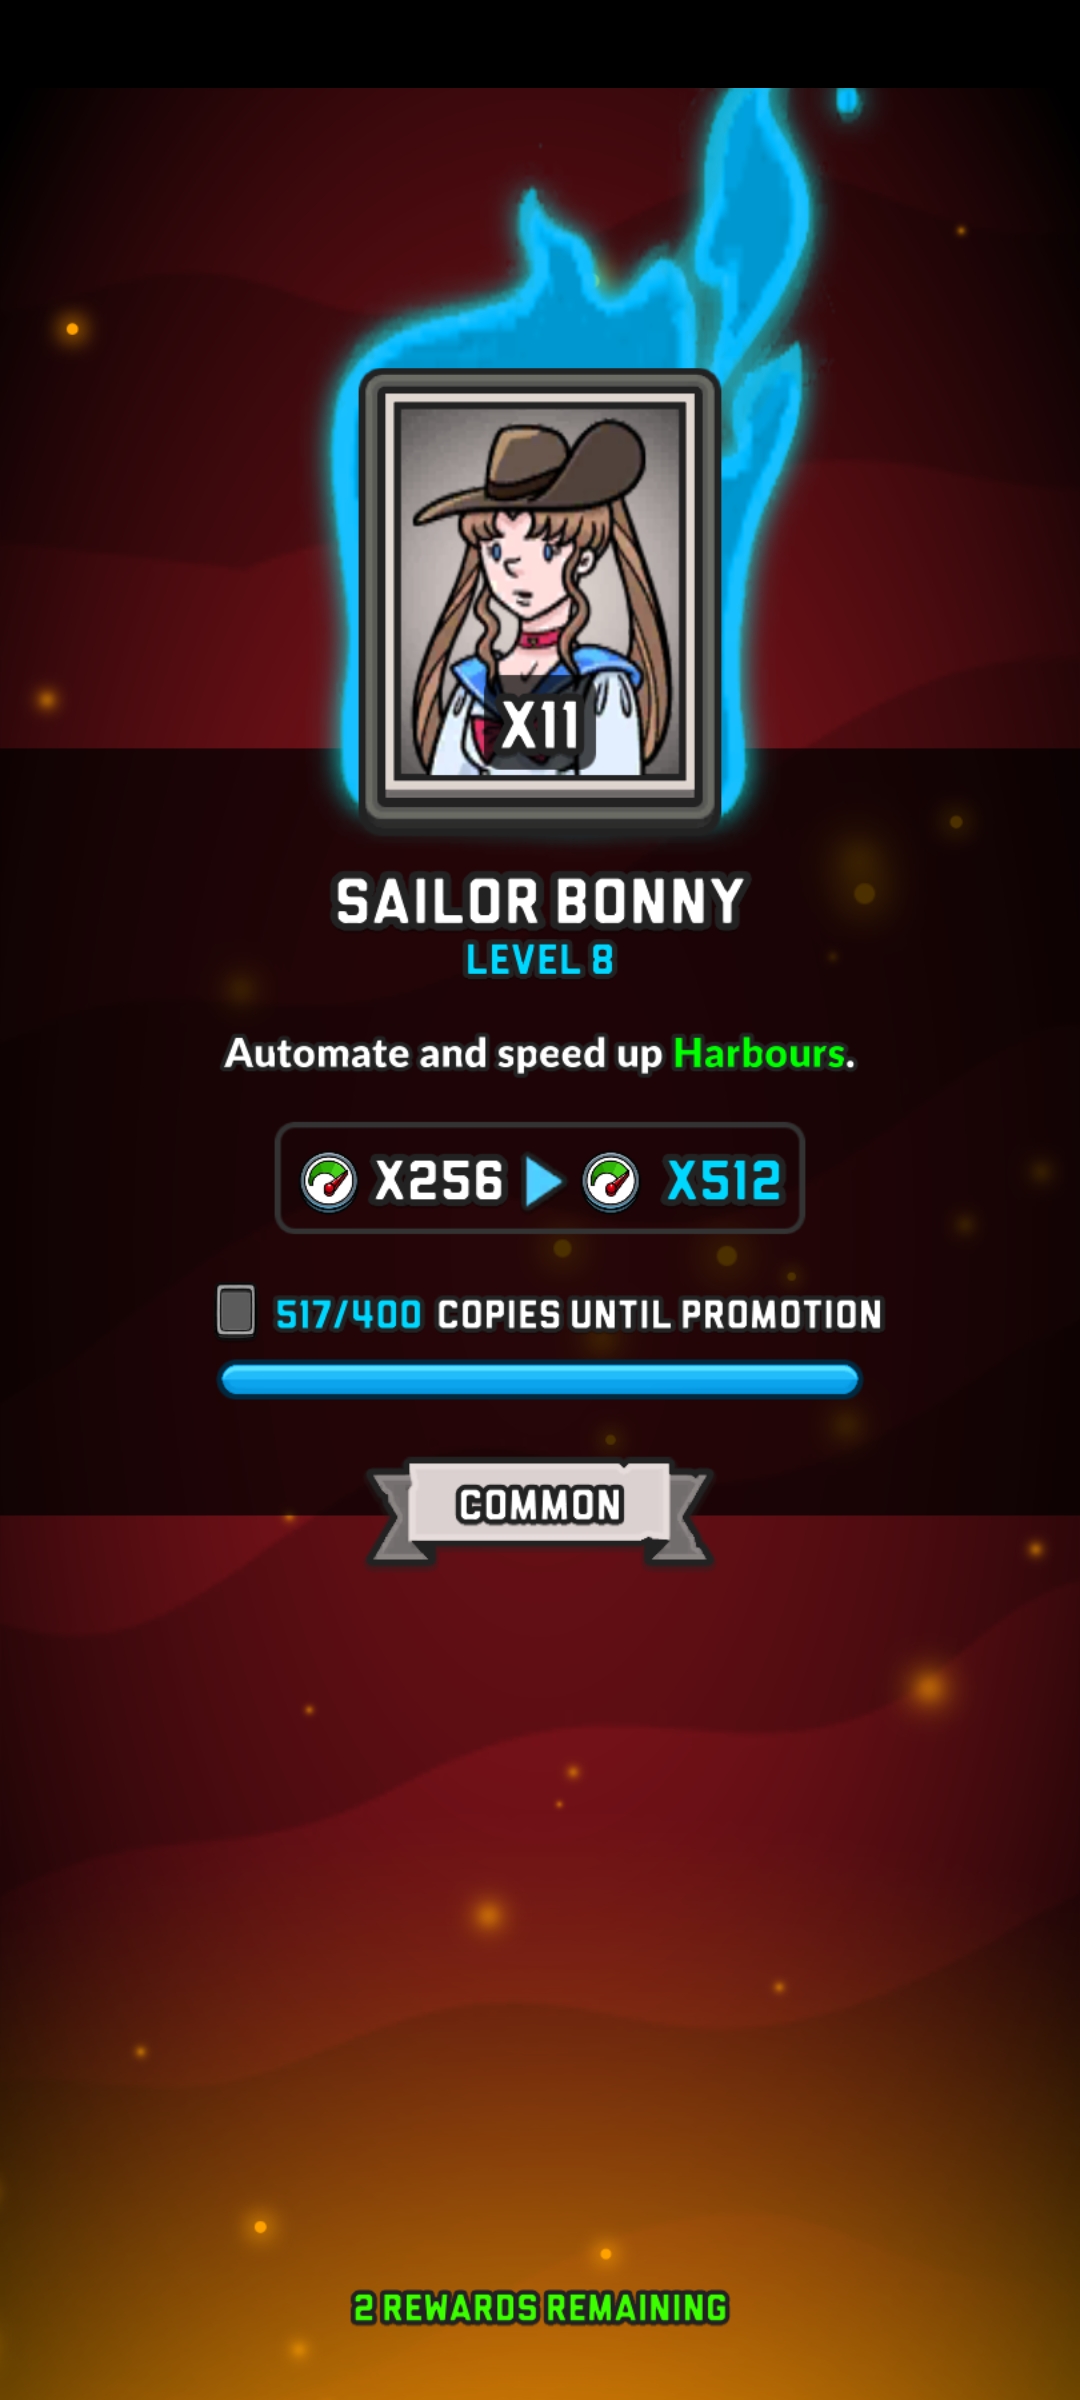 X11
SAILOR BONNY
LEVEL 8
Automate and speed up Harbours.
X256 X512
517/400 COPIES UNTIL PROMOTION
COMMON
2 REWARDS REMAINING